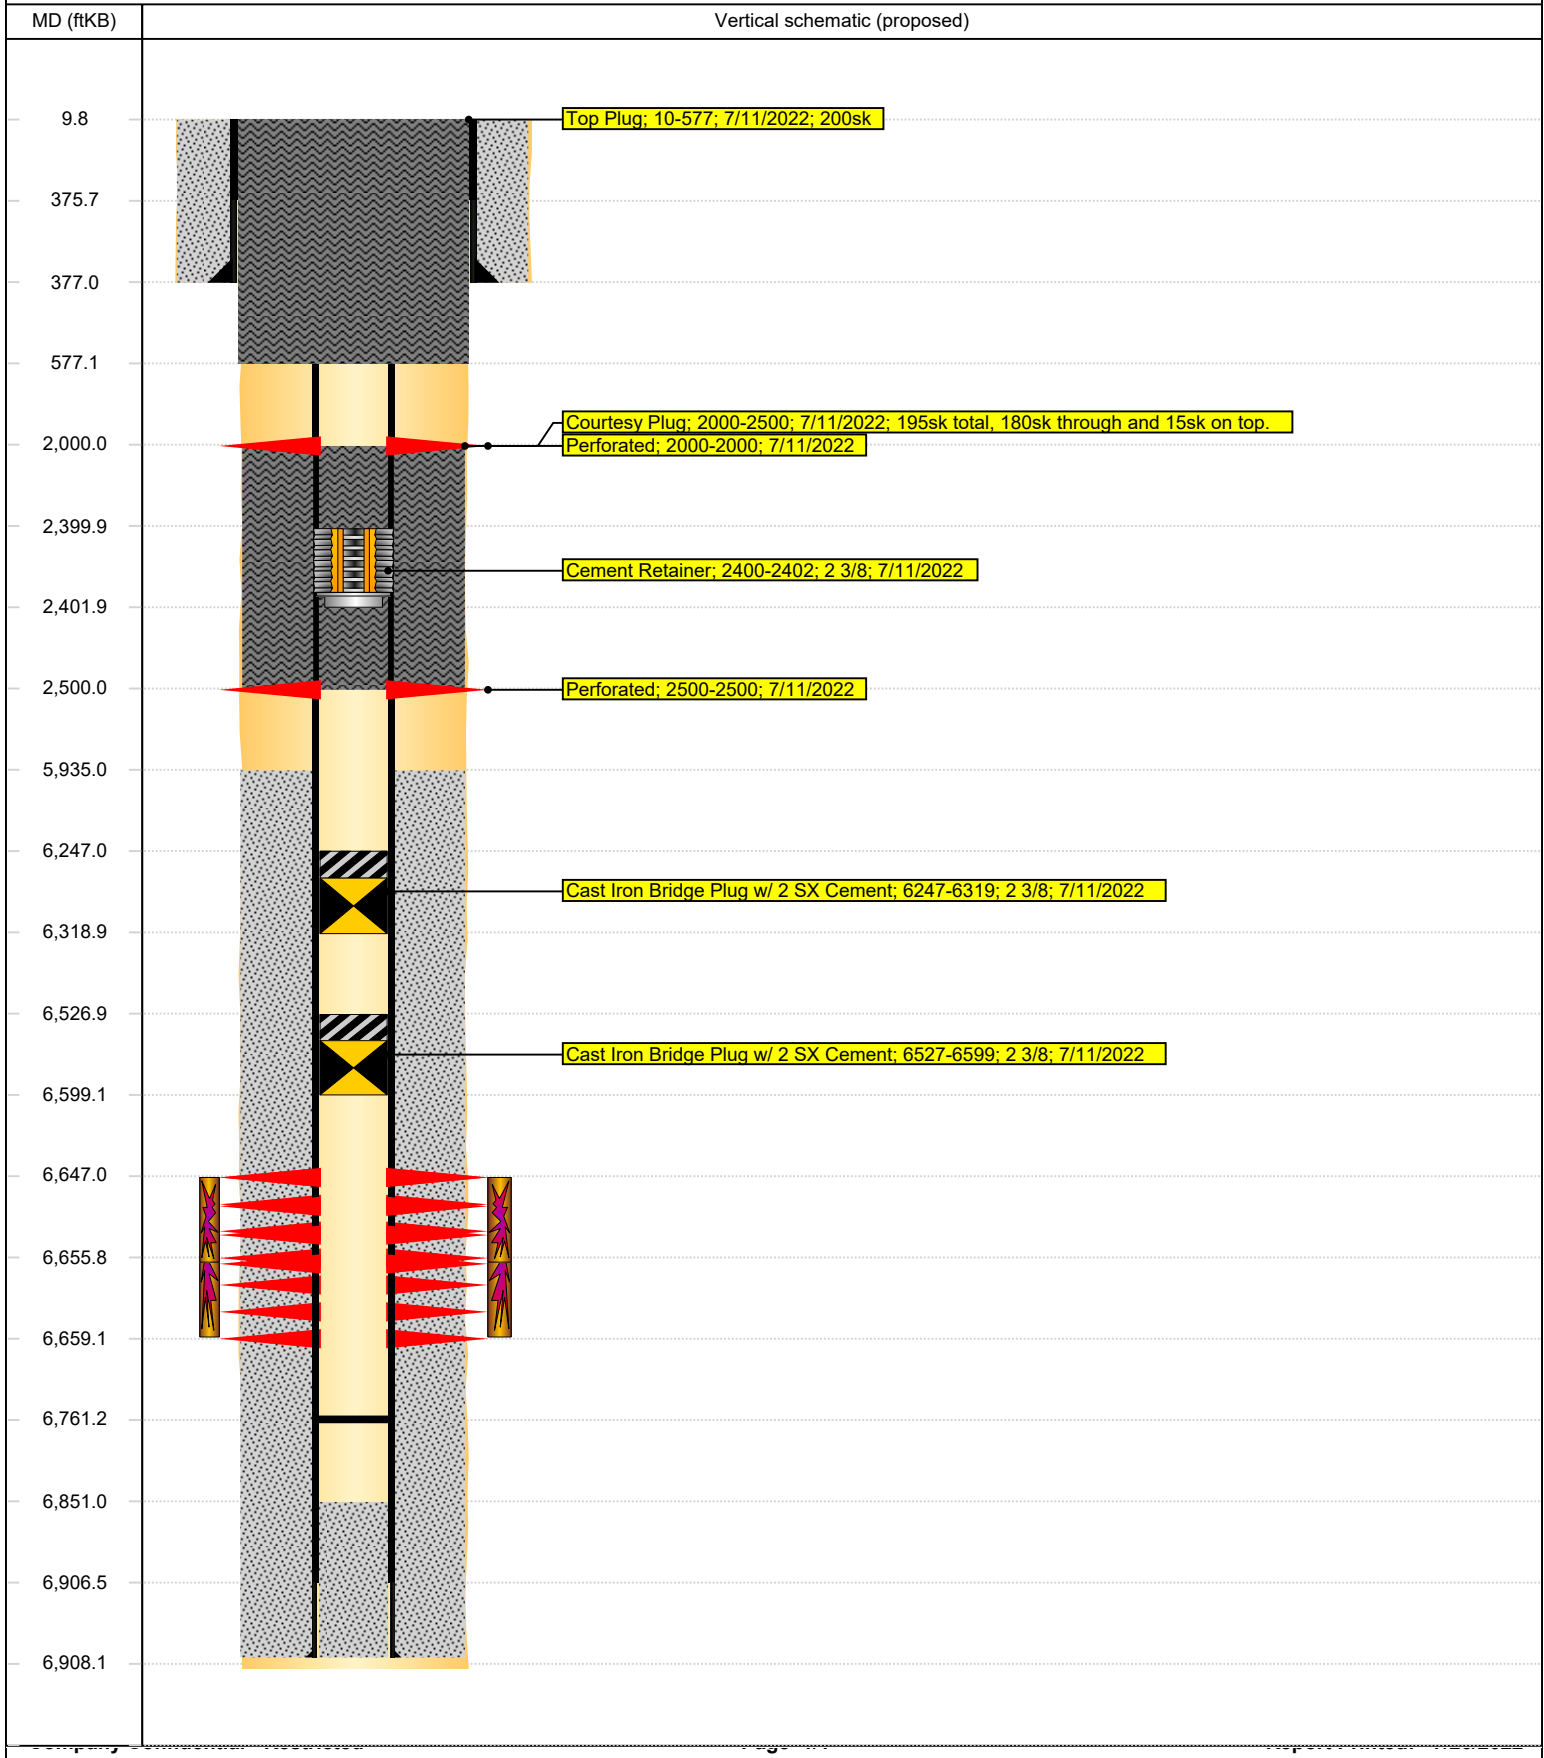 MD (ftKB) Vertical schematic (proposed)
9.8 Top Plug; 10-577; 7/11/2022; 200sk
375.7
377.0
577.1
Courtesy Plug; 2000-2500; 7/11/2022; 195sk total, 180sk through and 15sk on top.
2,000.0 Perforated; 2000-2000; 7/11/2022
2,399.9
Cement Retainer; 2400-2402; 2 3/8; 7/11/2022
2,401.9
2,500.0 Perforated; 2500-2500; 7/11/2022
5,935.0
6,247.0
Cast Iron Bridge Plug w/ 2 SX Cement; 6247-6319; 2 3/8; 7/11/2022
6,318.9
6,526.9
Cast Iron Bridge Plug w/ 2 SX Cement; 6527-6599; 2 3/8; 7/11/2022
6,599.1
6,647.0
6,655.8
6,659.1
6,761.2
6,851.0
6,906.5
6,908.1